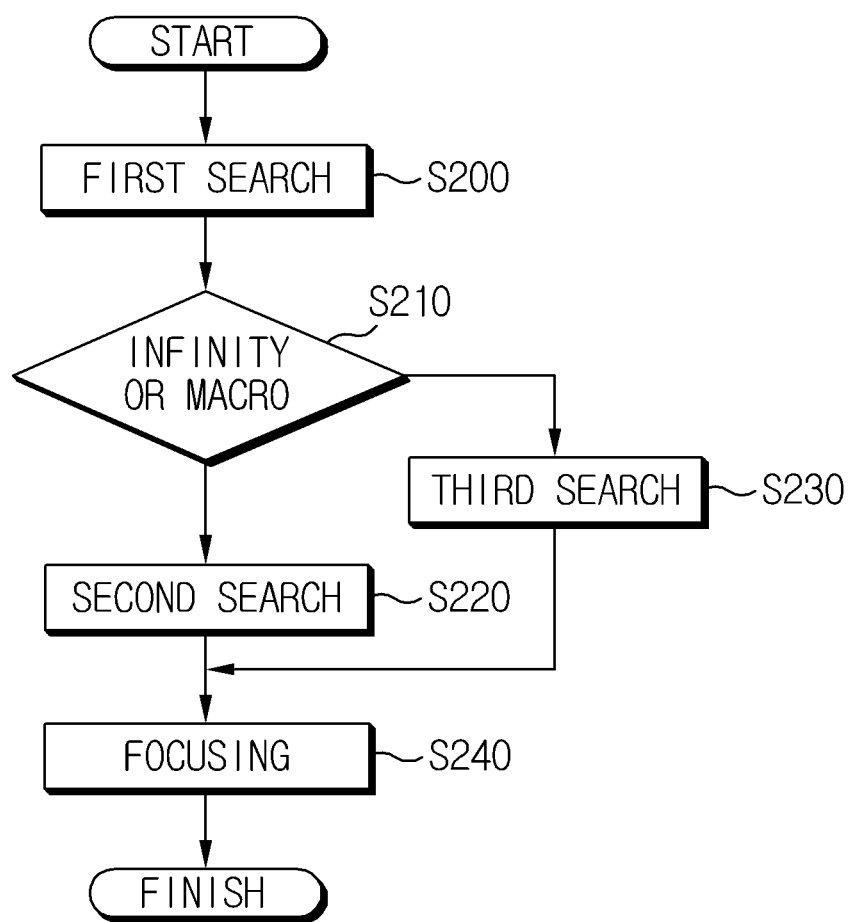 START
FIRST SEARCH
S200
S210
INFINITY
OR MACRO
THIRD SEARCH
S230
SECOND SEARCH
S220
FOCUSING
S240
FINISH